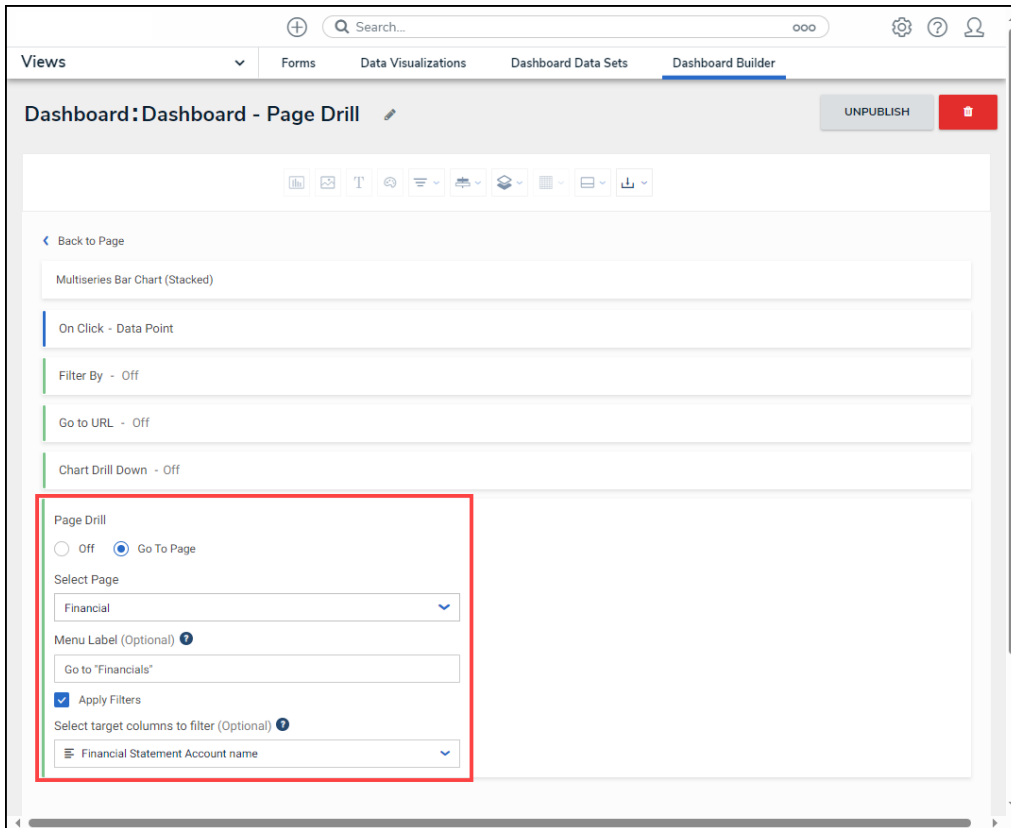 Search...
Views
Forms
Data Visualizations
Dashboard Data Sets
Dashboard Builder
Dashboard:Dashboard - Page Drill
UNPUBLISH
T
Back to Page
Multiseries Bar Chart (Stacked)
On Click - Data Point
Filter By - Off
Go to URL - Off
Chart Drill Down - Off
Page Drill
Off
Go To Page
Select Page
Financial
Menu Label (Optional) ?
Go to "Financials"
Apply Filters
Select target columns to filter (Optional) ?
Financial Statement Account name